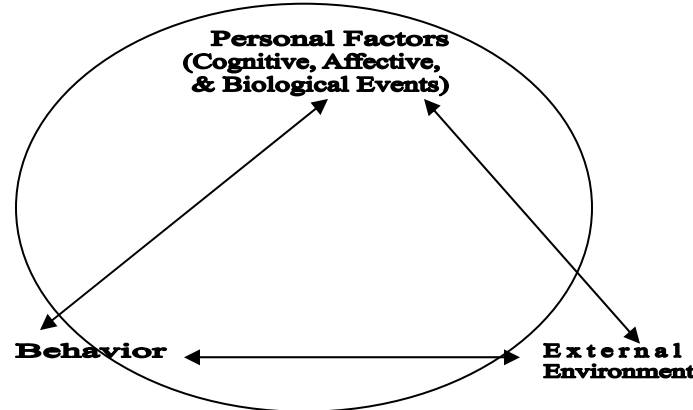 Personal Factors
(Cognitive, Affective,
& Biological Events)
Behavior
External
Environment